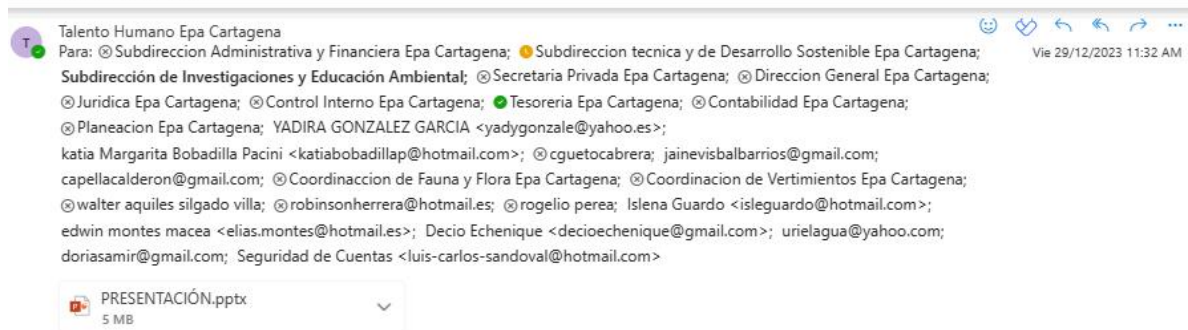 Talento Humano Epa Cartagena
Para: Subdireccion Administrativa y Financiera Epa Cartagena; Subdireccion tecnica y de Desarrollo Sostenible Epa Cartagena;
Vie 29/12/2023 11:32 AM
Subdirección de Investigaciones y Educación Ambiental; Secretaria Privada Epa Cartagena; Direccion General Epa Cartagena;
Juridica Epa Cartagena; Control Interno Epa Cartagena; Tesoreria Epa Cartagena; Contabilidad Epa Cartagena;
Planeacion Epa Cartagena; YADIRA GONZALEZ GARCIA <yadygonzale@yahoo.es>;
katia Margarita Bobadilla Pacini <katiabobadillap@hotmail.com>; cguetocabrera; jainevisbalbarrios@gmail.com;
capellacalderon@gmail.com; Coordinaccion de Fauna y Flora Epa Cartagena; Coordinacion de Vertimientos Epa Cartagena;
walter aquiles silgado villa; robinsonherrera@hotmail.es; rogelio perea; Islena Guardo <isleguardo@hotmail.com>;
edwin montes macea <elias.montes@hotmail.es>; Decio Echenique <decioechenique@gmail.com>; urielagua@yahoo.com;
doriasamir@gmail.com; Seguridad de Cuentas <luis-carlos-sandoval@hotmail.com>
PRESENTACIÓN.pptx
5 MB